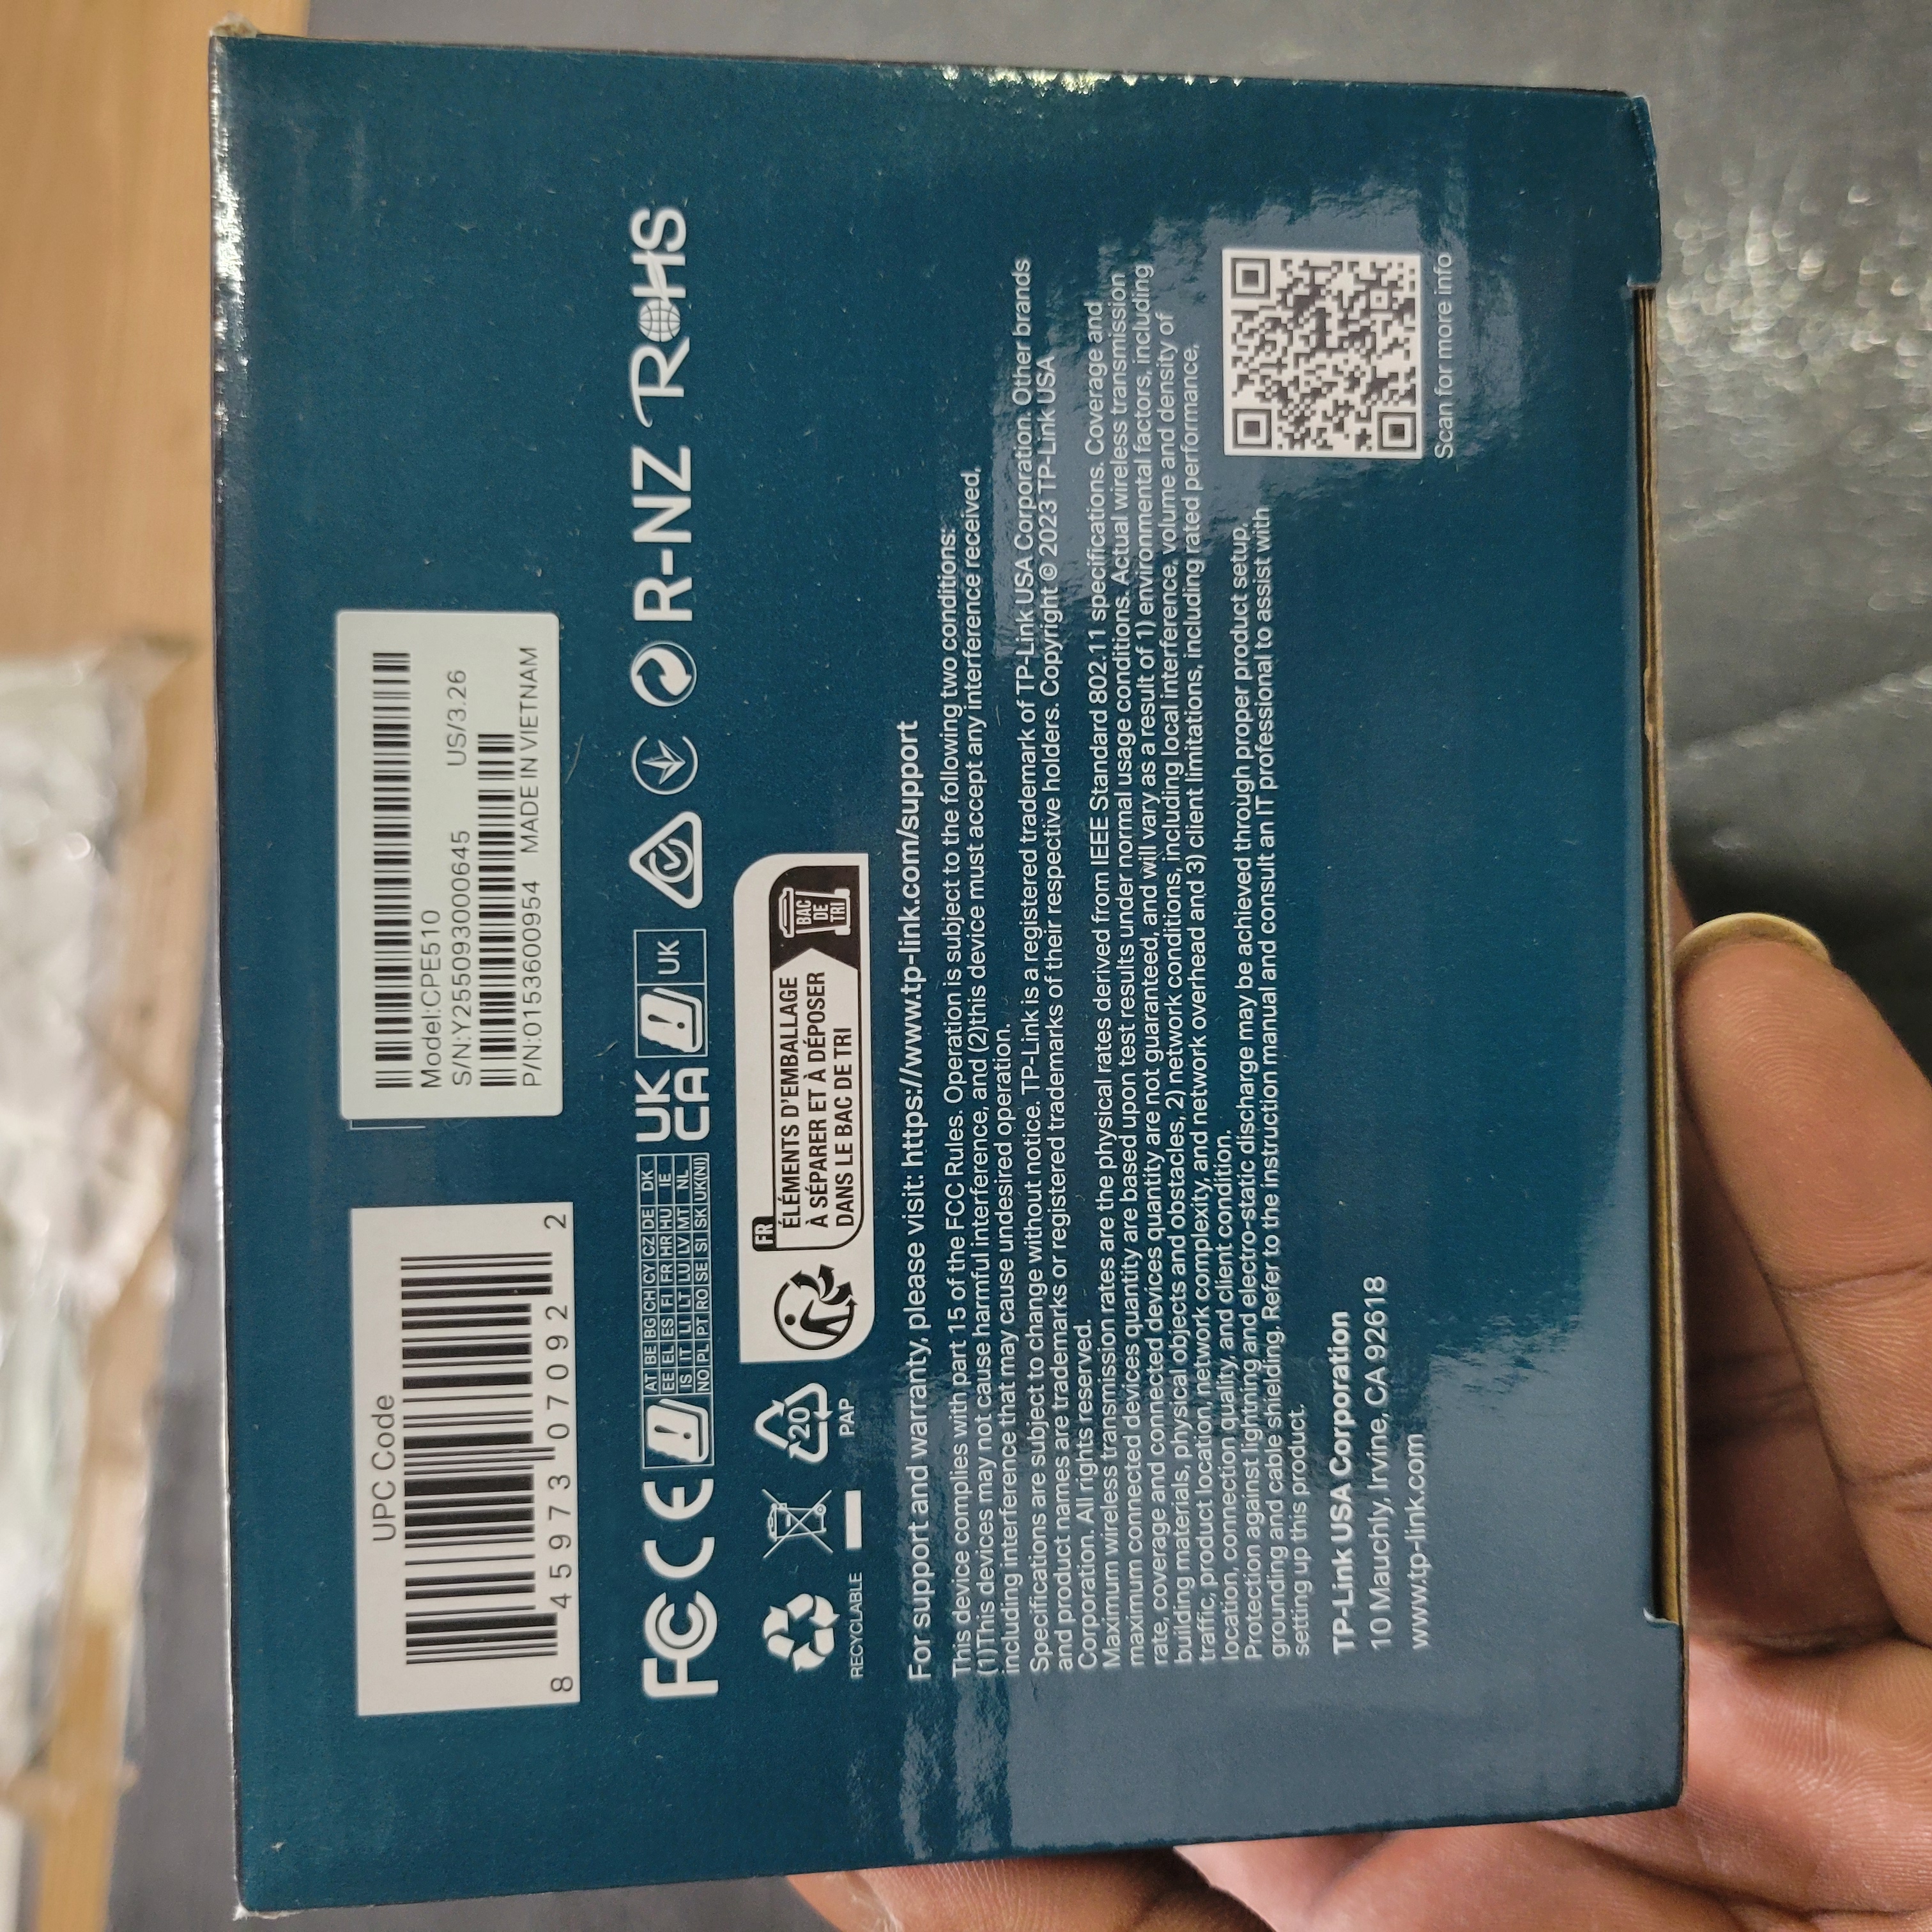 UPC Code
8 45973 07092 2
Model:CPE510
S/N:Y255093000645 US/3.26
P/N:0153600954 MADE IN VIETNAM
FC CE
AT BE BG CH CY CZ DE DK
EE EL ES FI FR HR HU IE
IS IT LI LT LU LV MT NL
NO PL PT RO SE SI SK UK(NI)
UK
CA
UK
R-NZ
RoHS
RECYCLABLE
20
PAP
FR
ÉLÉMENTS D'EMBALLAGE
À SÉPARER ET À DÉPOSER
DANS LE BAC DE TRI
BAC
DE
TRI
For support and warranty, please visit: https://www.tp-link.com/support
This device complies with part 15 of the FCC Rules. Operation is subject to the following two conditions:
(1)This devices may not cause harmful interference, and (2)this device must accept any interference received,
including interference that may cause undesired operation.
Specifications are subject to change without notice. TP-Link is a registered trademark of TP-Link USA Corporation. Other brands
and product names are trademarks or registered trademarks of their respective holders. Copyright © 2023 TP-Link USA
Corporation. All rights reserved.
Maximum wireless transmission rates are the physical rates derived from IEEE Standard 802.11 specifications. Coverage and
maximum connected devices quantity are based upon test results under normal usage conditions. Actual wireless transmission
rate, coverage and connected devices quantity are not guaranteed, and will vary as a result of 1) environmental factors, including
building materials, physical objects and obstacles, 2) network conditions, including local interference, volume and density of
traffic, product location, network complexity, and network overhead and 3) client limitations, including rated performance,
location, connection quality, and client condition.
Protection against lightning and electro-static discharge may be achieved through proper product setup,
grounding and cable shielding. Refer to the instruction manual and consult an IT professional to assist with
setting up this product.
TP-Link USA Corporation
10 Mauchly, Irvine, CA 92618
www.tp-link.com
Scan for more info